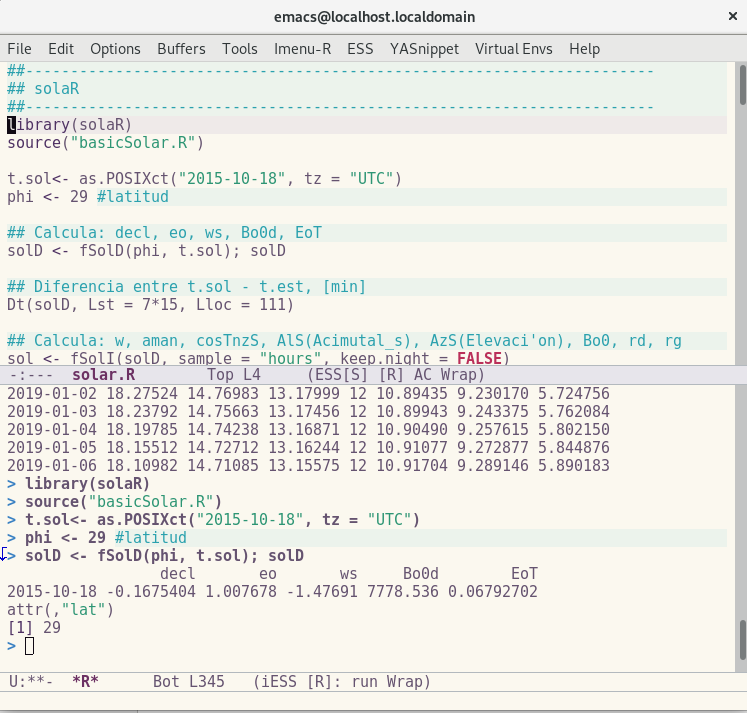 emacs@localhost.localdomain ×
File Edit Options Buffers Tools Imenu-R ESS YASnippet Virtual Envs Help
##----------------------------------------------------------------------
## solaR
##----------------------------------------------------------------------
library(solaR)
source("basicSolar.R")
t.sol<- as.POSIXct("2015-10-18", tz = "UTC")
phi <- 29 #latitud
## Calcula: decl, eo, ws, Bo0d, EoT
solD <- fSolD(phi, t.sol); solD
## Diferencia entre t.sol - t.est, [min]
Dt(solD, Lst = 7*15, Lloc = 111)
## Calcula: w, aman, cosTnzS, AlS(Acimutal_s), AzS(Elevaci'on), Bo0, rd, rg
sol <- fSolI(solD, sample = "hours", keep.night = FALSE)
-:--- solar.R Top L4 (ESS[S] [R] AC Wrap)
2019-01-02 18.27524 14.76983 13.17999 12 10.89435 9.230170 5.724756
2019-01-03 18.23792 14.75663 13.17456 12 10.89943 9.243375 5.762084
2019-01-04 18.19785 14.74238 13.16871 12 10.90490 9.257615 5.802150
2019-01-05 18.15512 14.72712 13.16244 12 10.91077 9.272877 5.844876
2019-01-06 18.10982 14.71085 13.15575 12 10.91704 9.289146 5.890183
> library(solaR)
> source("basicSolar.R")
> t.sol<- as.POSIXct("2015-10-18", tz = "UTC")
> phi <- 29 #latitud
> solD <- fSolD(phi, t.sol); solD
decl eo ws Bo0d EoT
2015-10-18 -0.1675404 1.007678 -1.47691 7778.536 0.06792702
attr(,"lat")
[1] 29
>
U:**- *R* Bot L345 (iESS [R]: run Wrap)